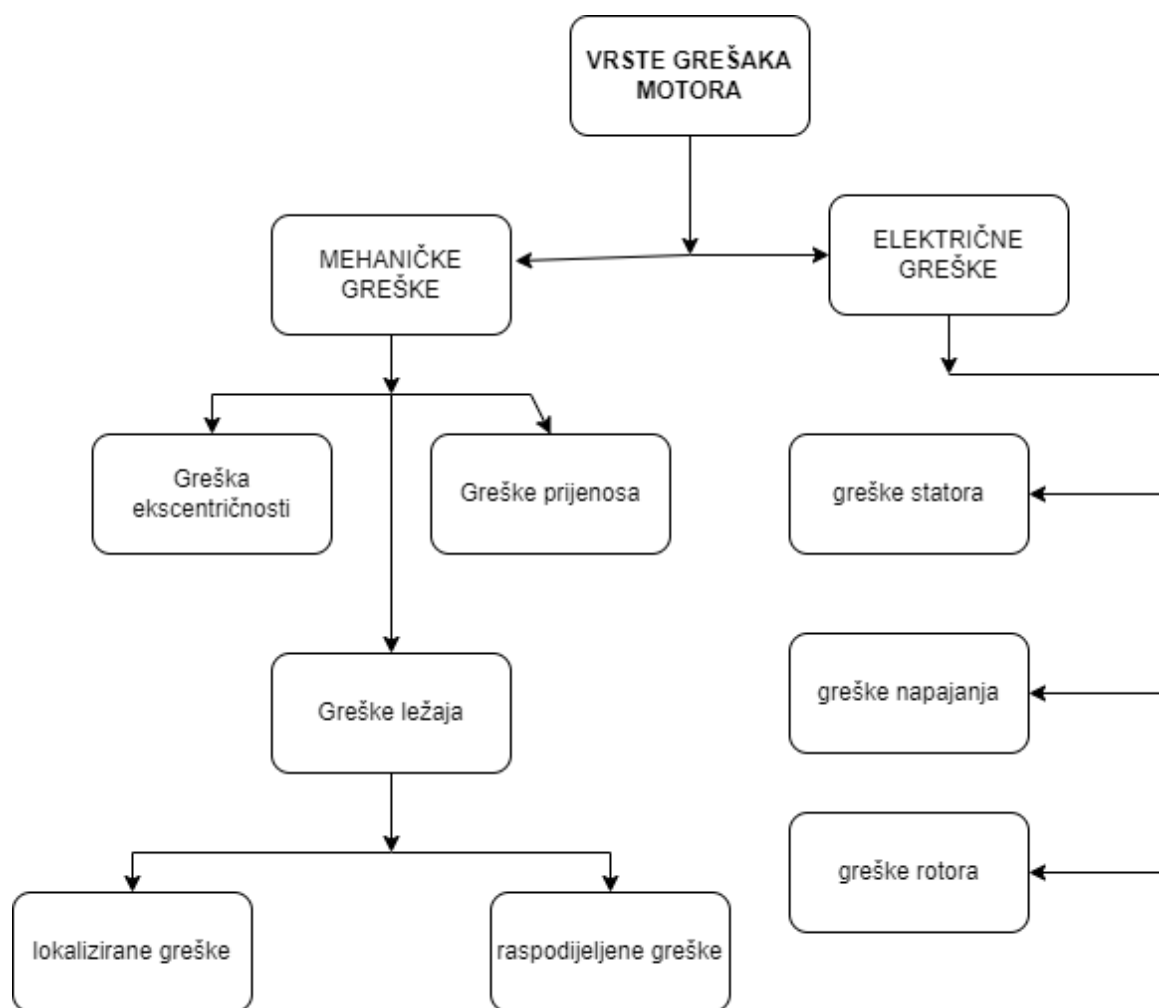 VRSTE GREŠAKA
MOTORA
MEHANIČKE
GREŠKE
ELEKTRIČNE
GREŠKE
Greška
ekscentričnosti
Greške prijenosa
greške statora
Greške ležaja
greške napajanja
greške rotora
lokalizirane greške
raspodijeljene greške